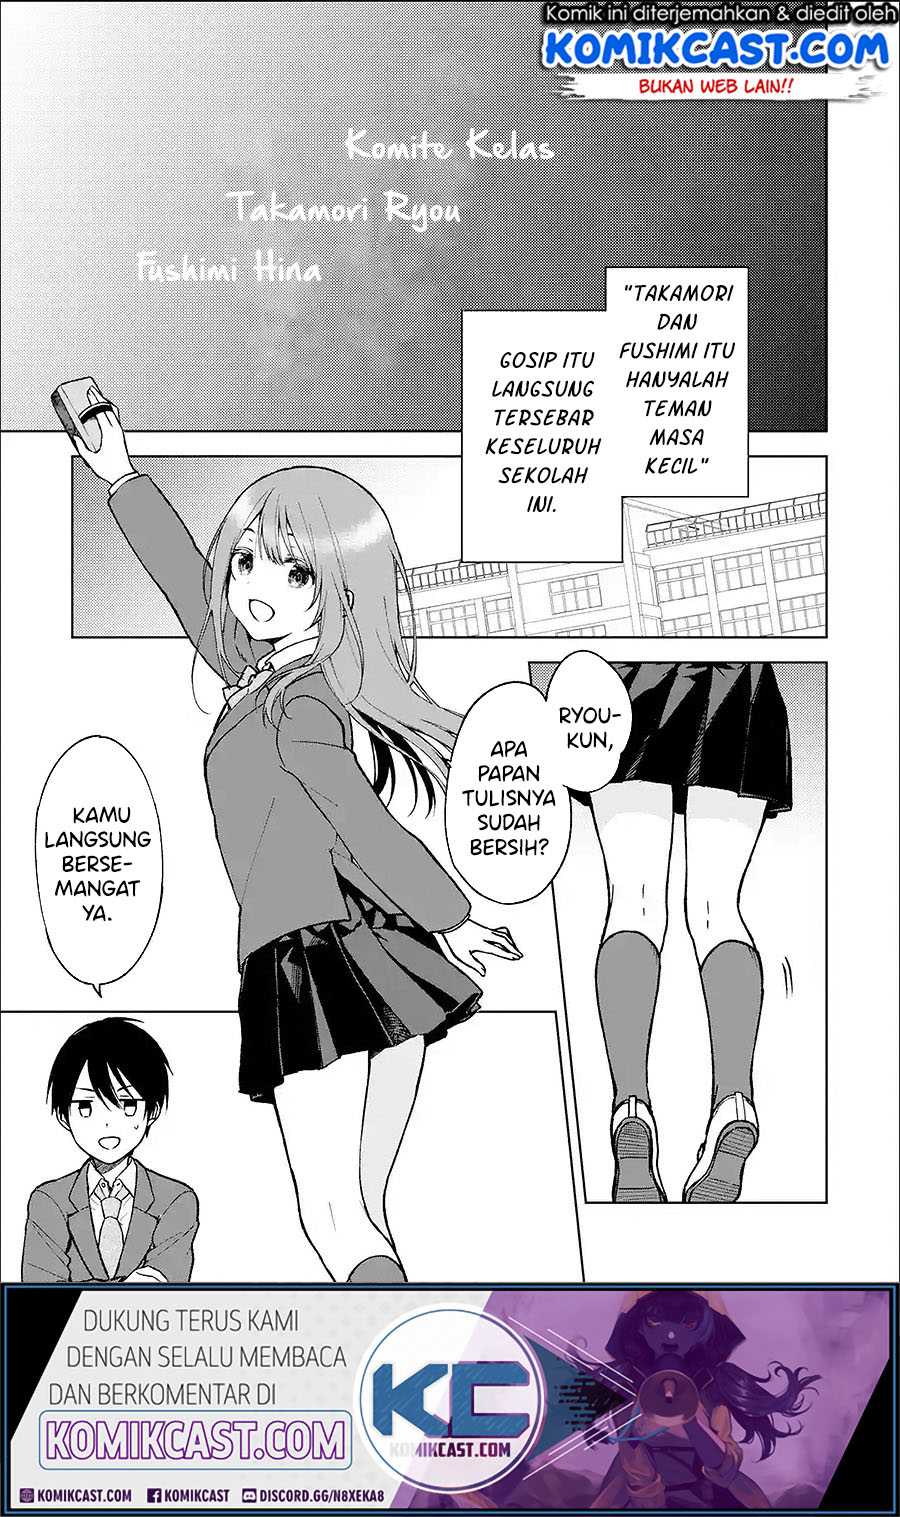 Komik ini diterjemahkan & diedit oleh
KOMIKCAST.COM
BUKAN WEB LAIN!!
Komite Kelas
Takamori Ryou
Fushimi Hina
"TAKAMORI
DAN
FUSHIMI ITU
HANYALAH
TEMAN
MASA
KECIL"
GOSIP ITU
LANGSUNG
TERSEBAR
KESELURUH
SEKOLAH
INI.
RYOU-
KUN,
APA
PAPAN
TULISNYA
SUDAH
BERSIH?
KAMU
LANGSUNG
BERSE-
MANGAT
YA.
DUKUNG TERUS KAMI
DENGAN SELALU MEMBACA
DAN BERKOMENTAR DI
KOMIKCAST.COM
KC
KOMIKCAST.COM
KOMIKCAST.COM KOMIKCAST DISCORD.GG/N8XEKA8